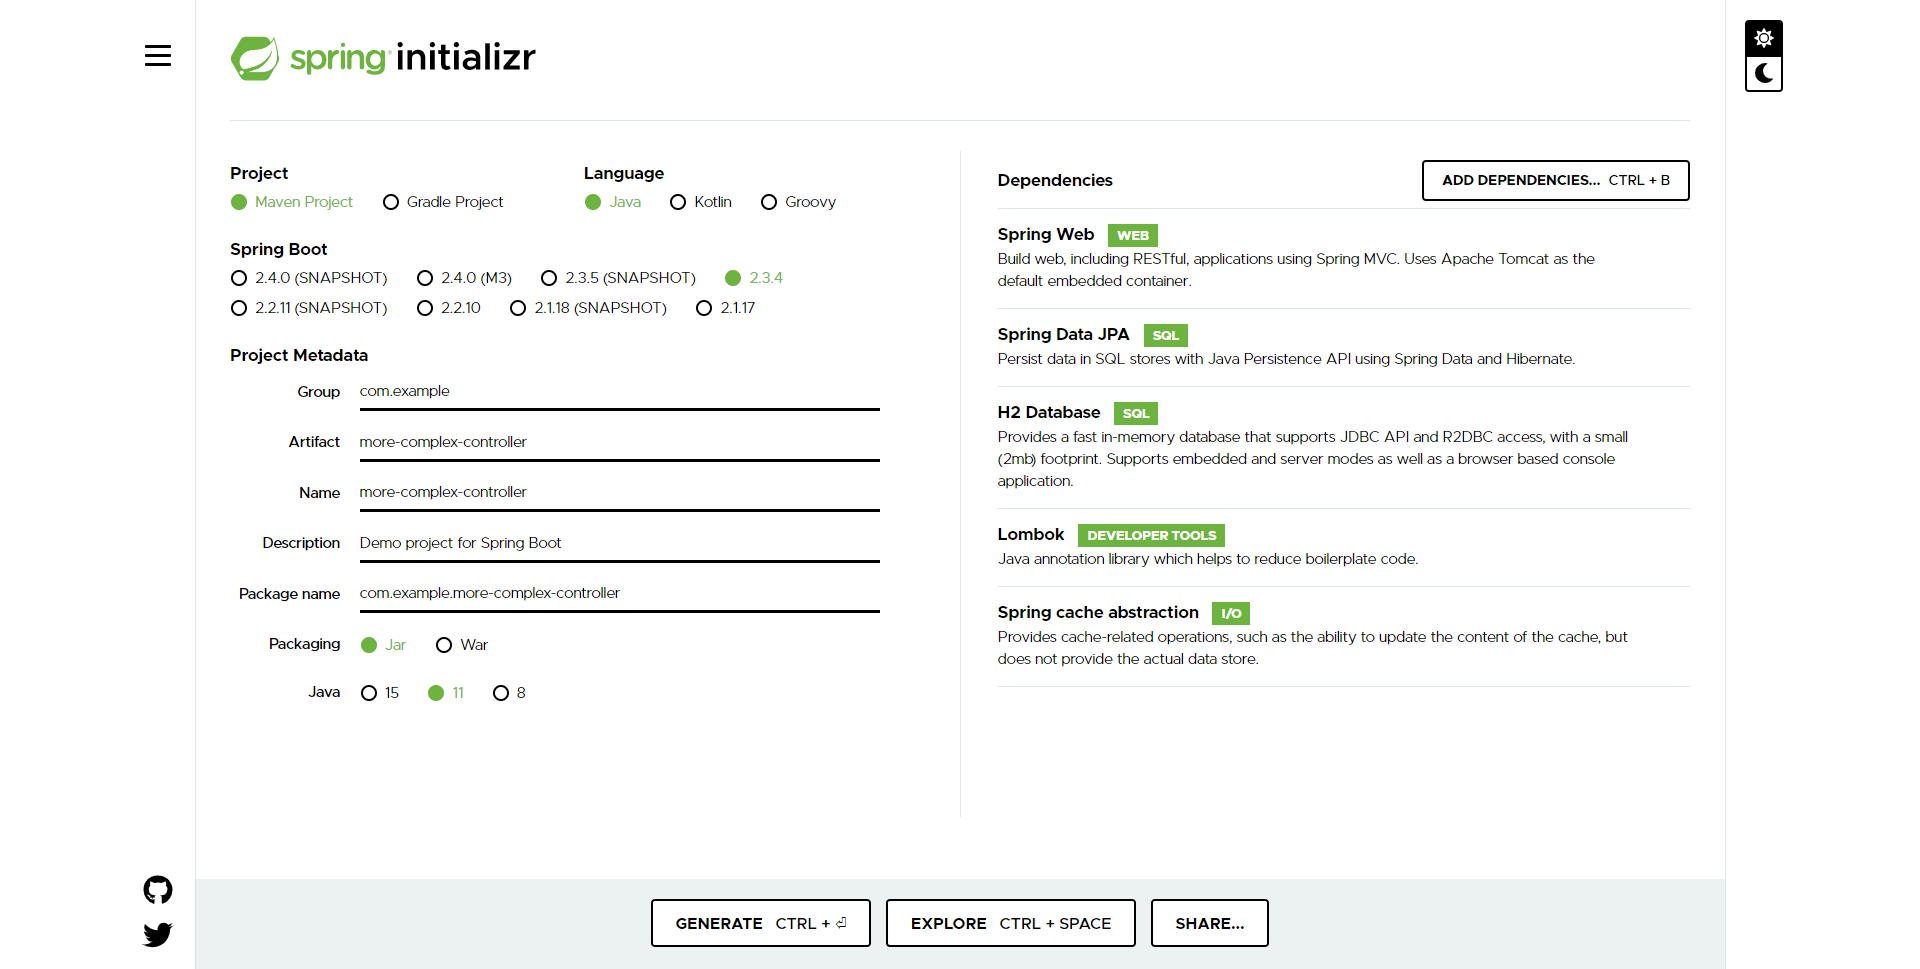 spring initializr
Project
Maven Project Gradle Project
Language
Java Kotlin Groovy
Spring Boot
2.4.0 (SNAPSHOT) 2.4.0 (M3) 2.3.5 (SNAPSHOT) 2.3.4
2.2.11 (SNAPSHOT) 2.2.10 2.1.18 (SNAPSHOT) 2.1.17
Project Metadata
Group com.example
Artifact more-complex-controller
Name more-complex-controller
Description Demo project for Spring Boot
Package name com.example.more-complex-controller
Packaging Jar War
Java 15 11 8
Dependencies
ADD DEPENDENCIES... CTRL + B
Spring Web WEB
Build web, including RESTful, applications using Spring MVC. Uses Apache Tomcat as the
default embedded container.
Spring Data JPA SQL
Persist data in SQL stores with Java Persistence API using Spring Data and Hibernate.
H2 Database SQL
Provides a fast in-memory database that supports JDBC API and R2DBC access, with a small
(2mb) footprint. Supports embedded and server modes as well as a browser based console
application.
Lombok DEVELOPER TOOLS
Java annotation library which helps to reduce boilerplate code.
Spring cache abstraction I/O
Provides cache-related operations, such as the ability to update the content of the cache, but
does not provide the actual data store.
GENERATE CTRL + ⏎
EXPLORE CTRL + SPACE
SHARE...